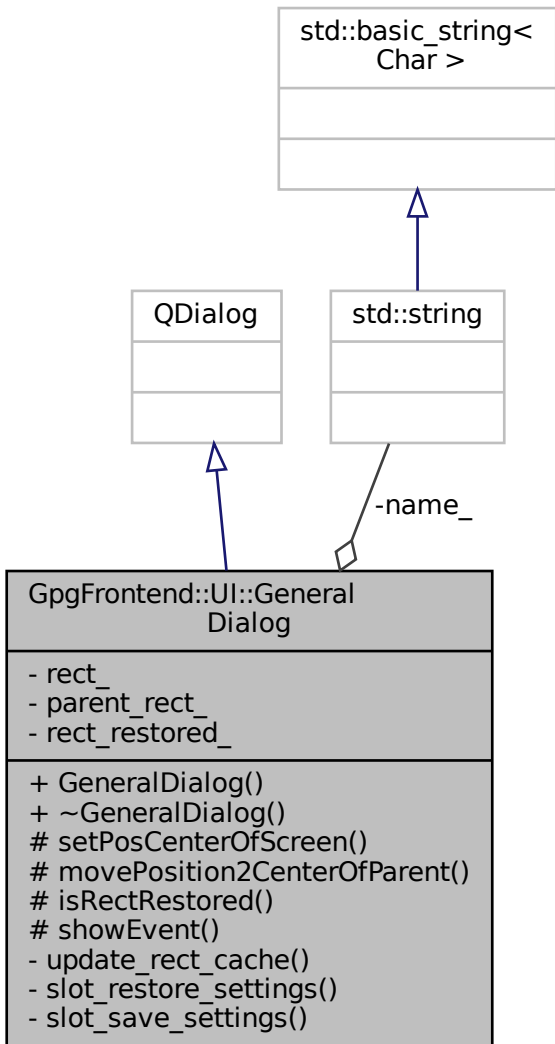 std::basic_string<
Char >
QDialog
std::string
-name_
GpgFrontend::UI::General
Dialog
- rect_
- parent_rect_
- rect_restored_
+ GeneralDialog()
+ ~GeneralDialog()
# setPosCenterOfScreen()
# movePosition2CenterOfParent()
# isRectRestored()
# showEvent()
- update_rect_cache()
- slot_restore_settings()
- slot_save_settings()